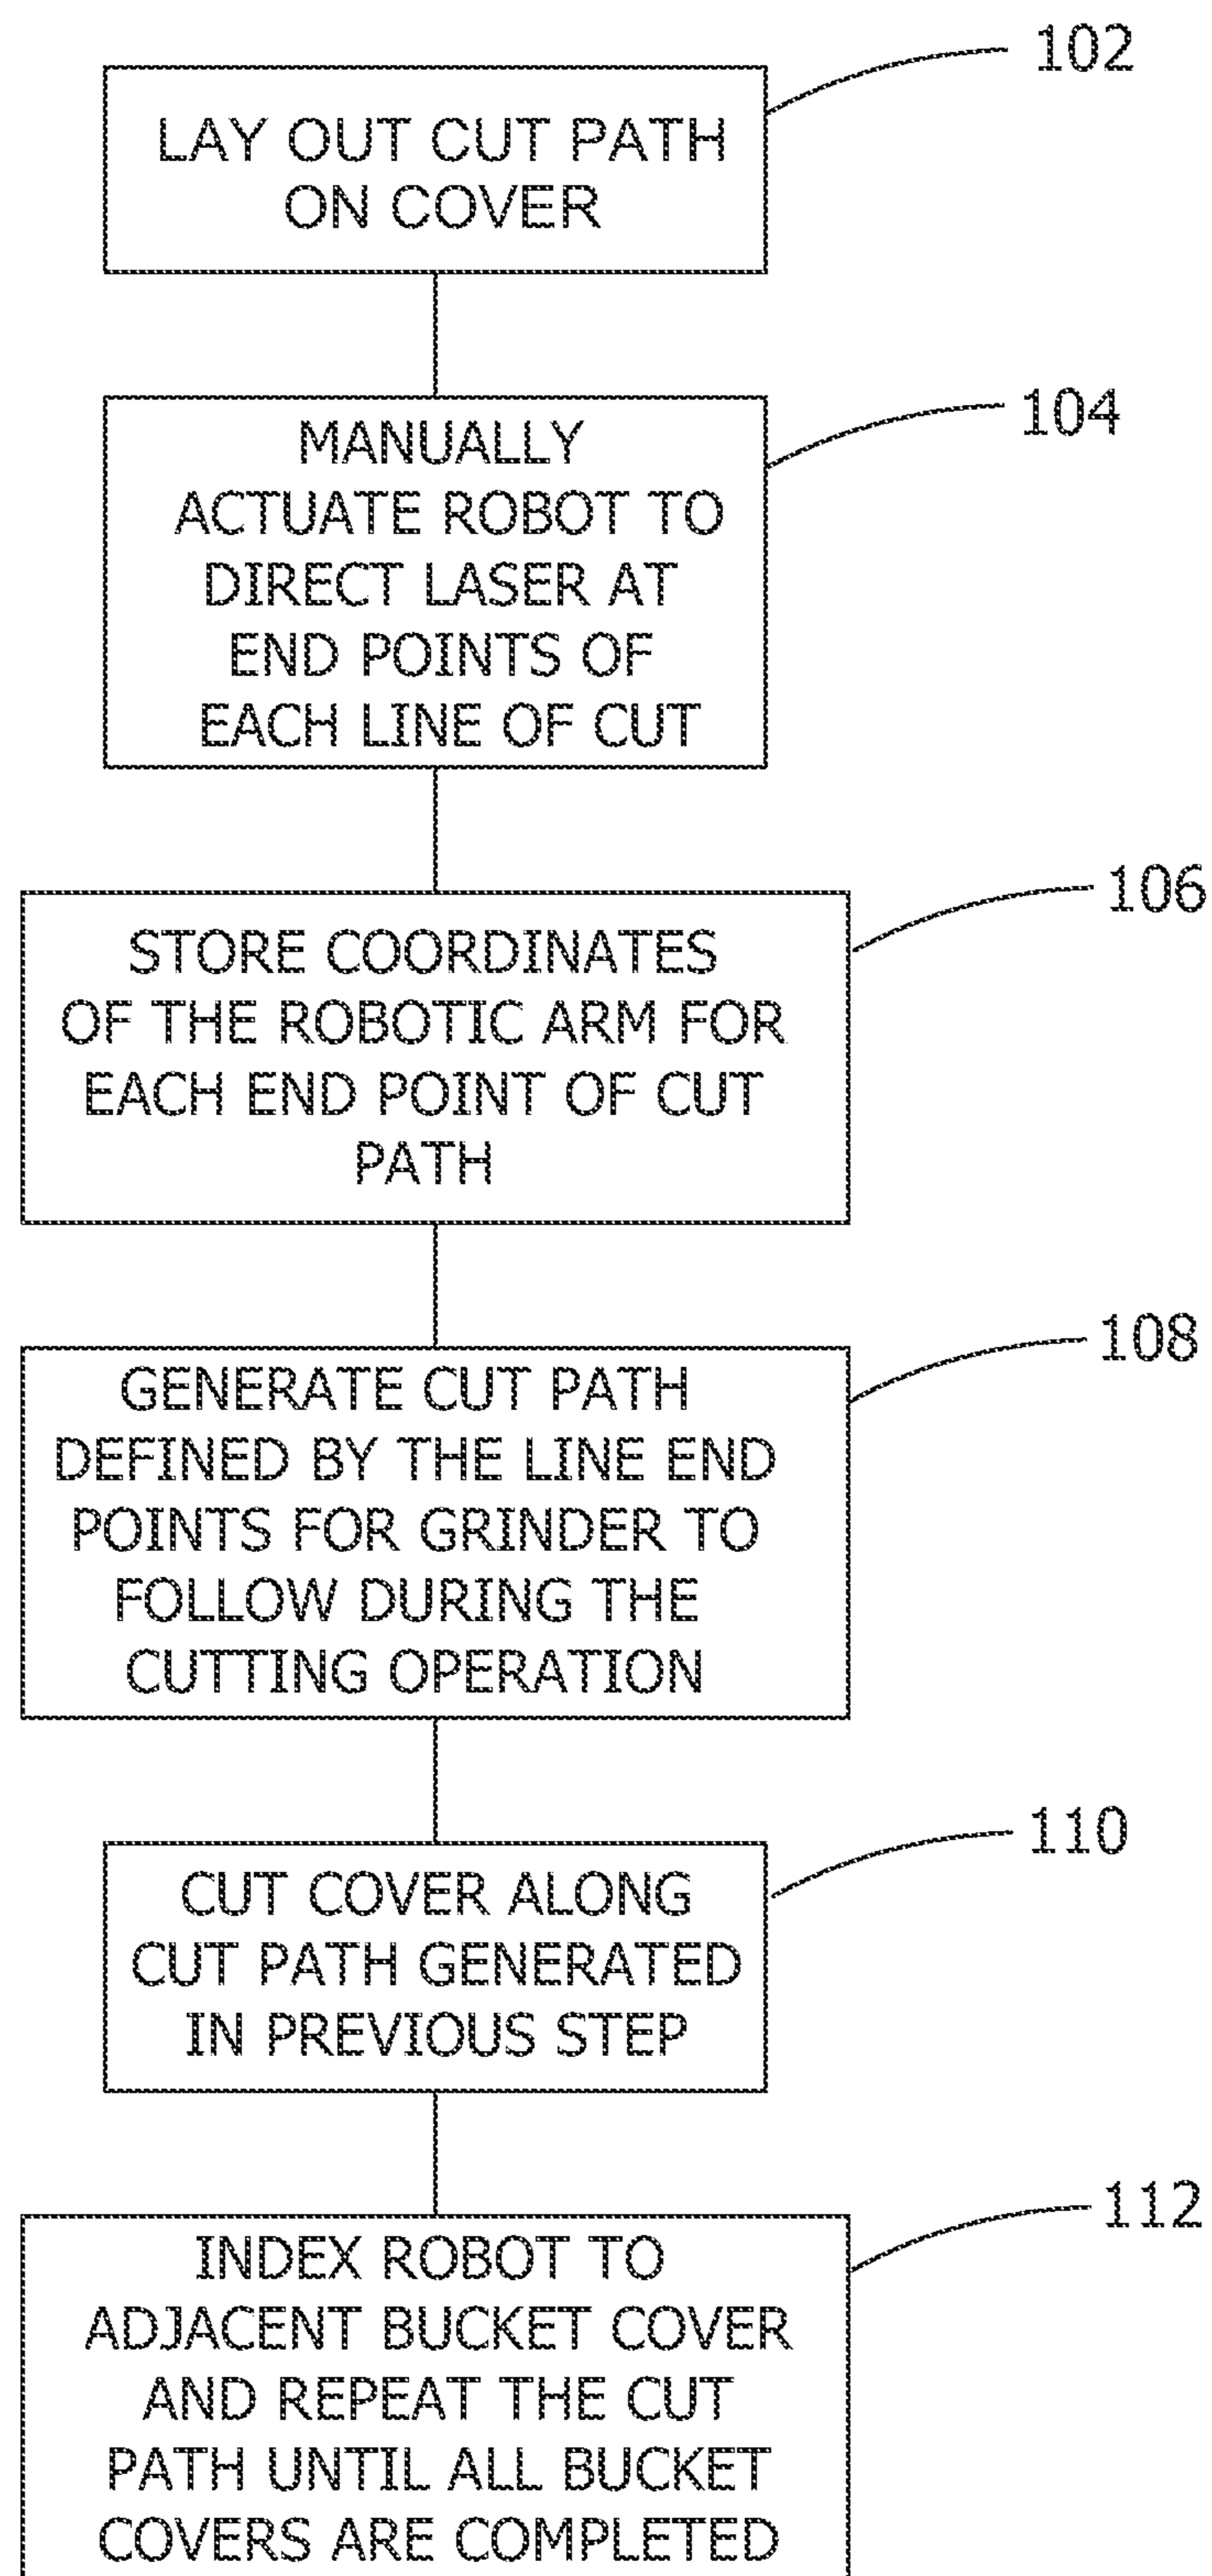 102
LAY OUT CUT PATH
ON COVER
104
MANUALLY
ACTUATE ROBOT TO
DIRECT LASER AT
END POINTS OF
EACH LINE OF CUT
106
STORE COORDINATES
OF THE ROBOTIC ARM FOR
EACH END POINT OF CUT
PATH
108
GENERATE CUT PATH
DEFINED BY THE LINE END
POINTS FOR GRINDER TO
FOLLOW DURING THE
CUTTING OPERATION
110
CUT COVER ALONG
CUT PATH GENERATED
IN PREVIOUS STEP
112
INDEX ROBOT TO
ADJACENT BUCKET COVER
AND REPEAT THE CUT
PATH UNTIL ALL BUCKET
COVERS ARE COMPLETED